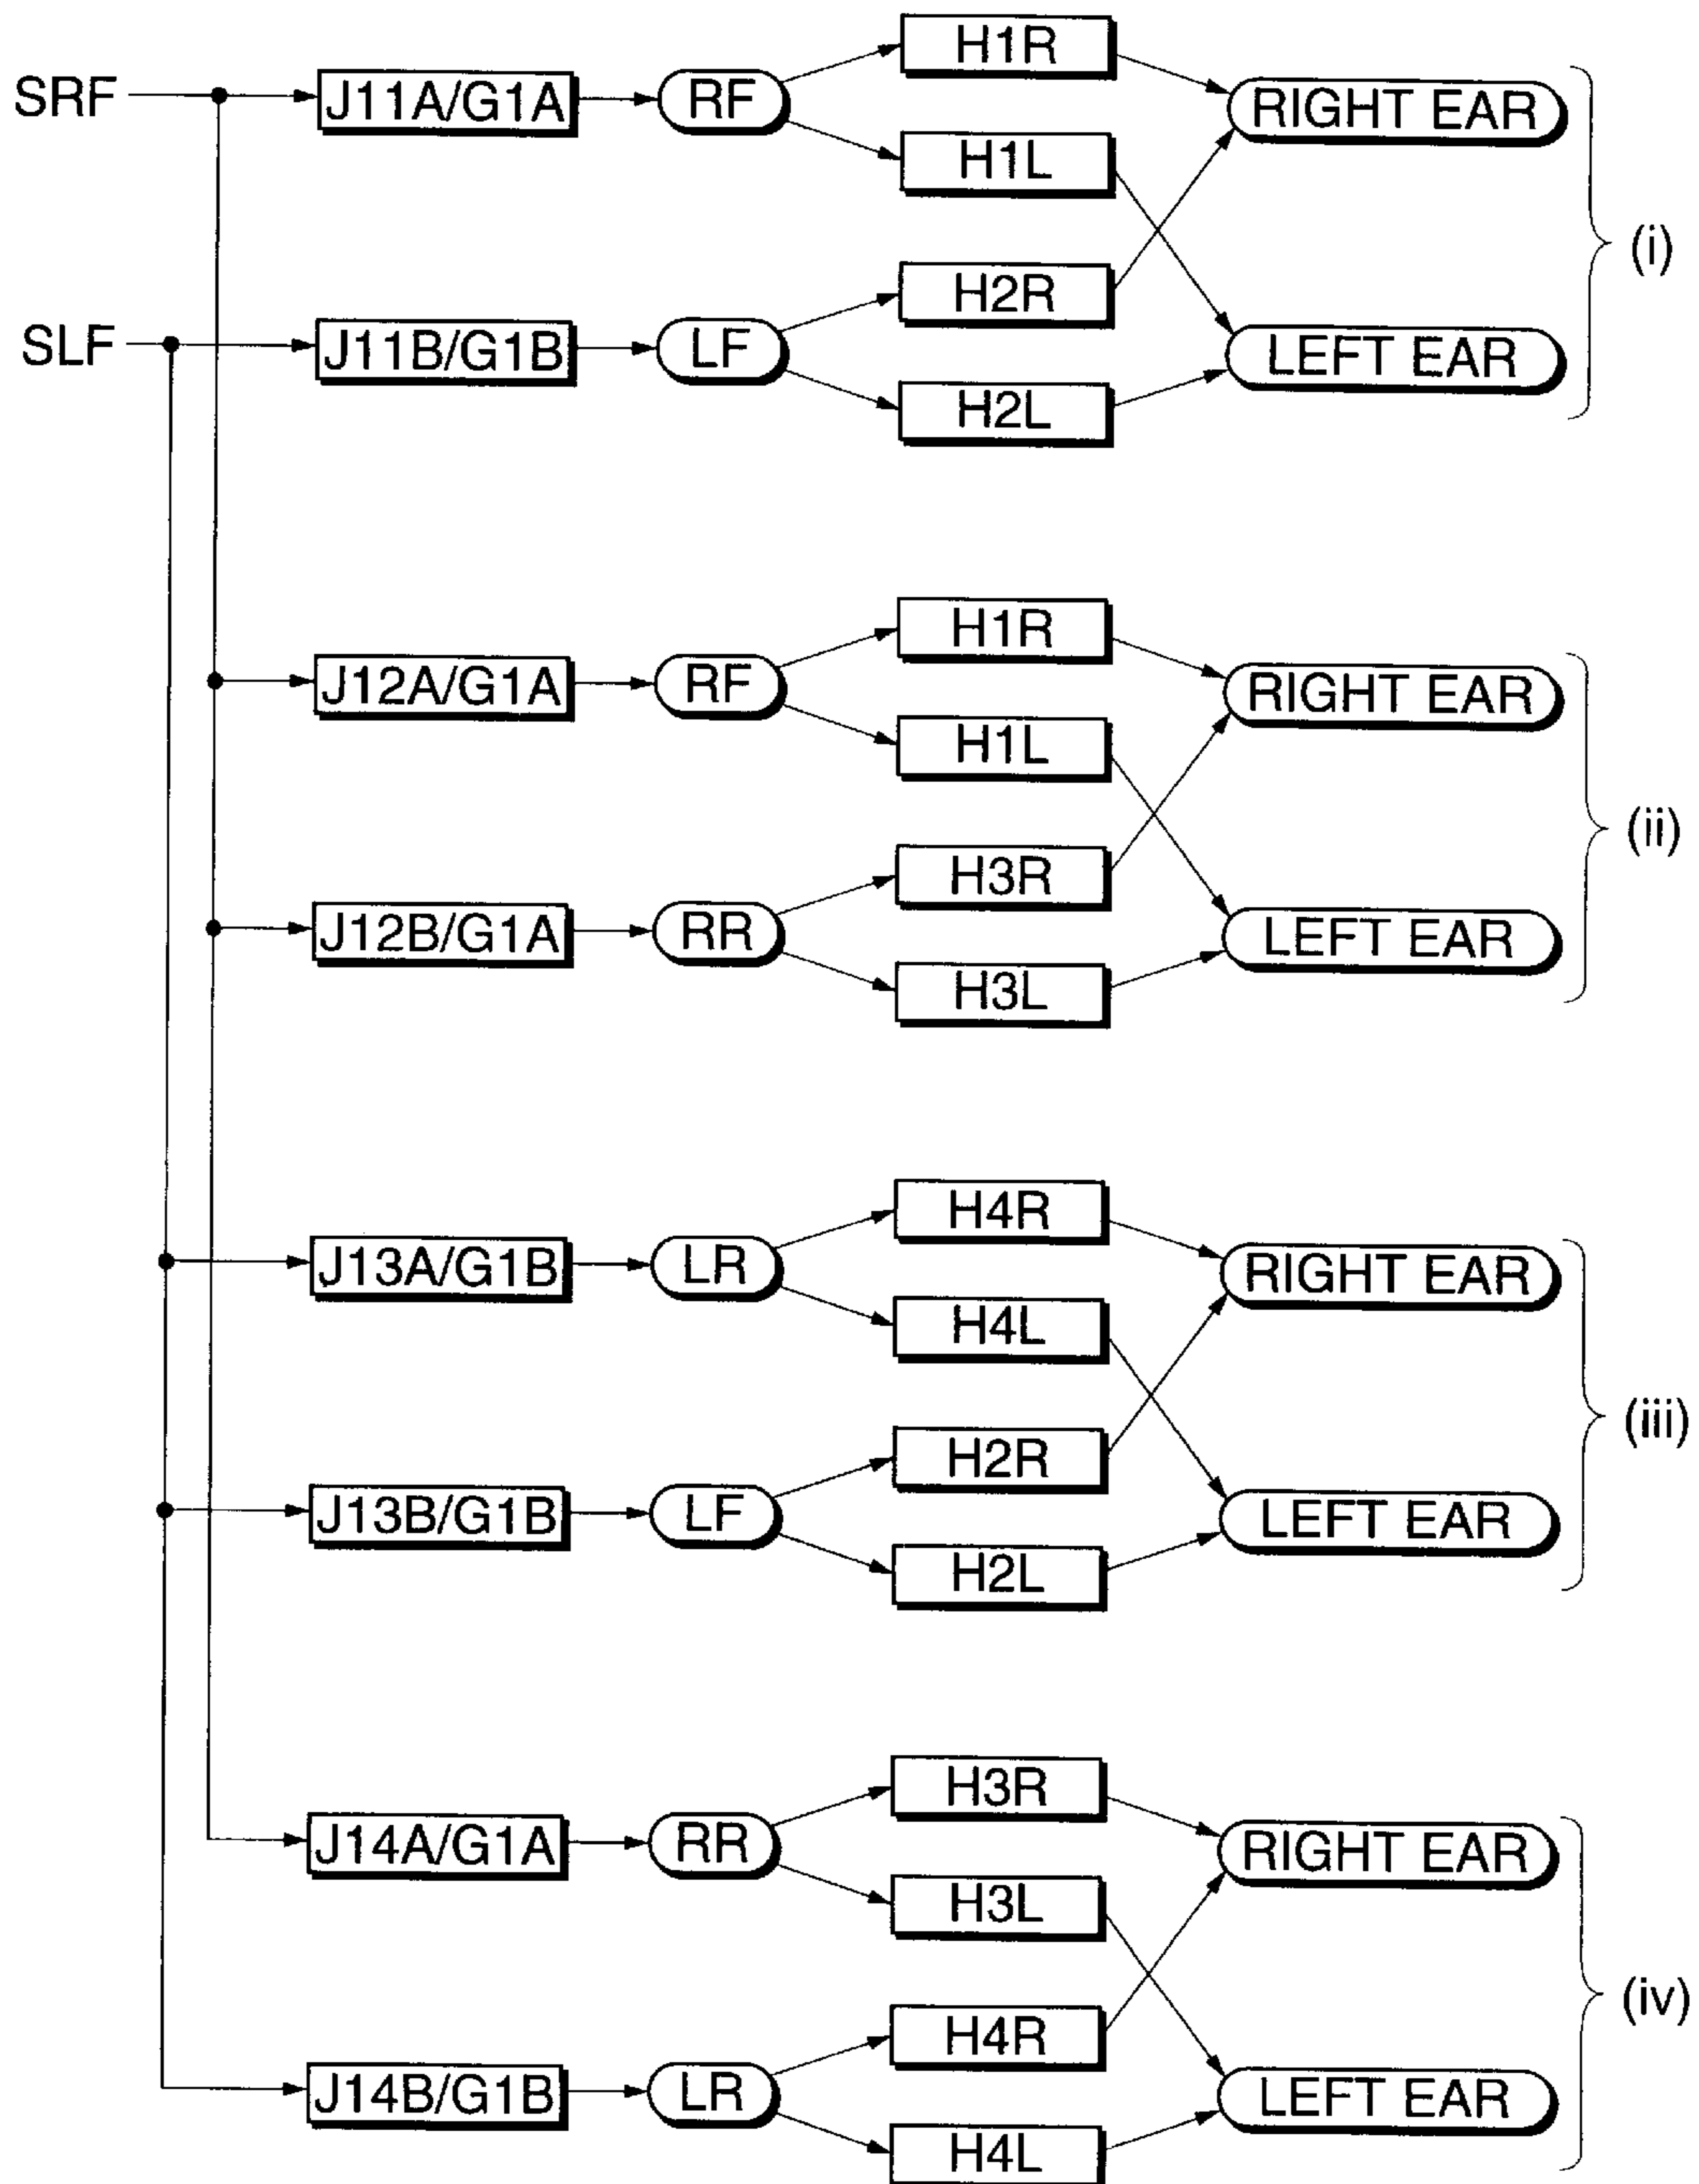 H1R
SRF J11A/G1A RF RIGHT EAR
H1L
(i)
H2R
SLF J11B/G1B LF LEFT EAR
H2L
H1R
J12A/G1A RF RIGHT EAR
H1L
(ii)
H3R
J12B/G1A RR LEFT EAR
H3L
H4R
J13A/G1B LR RIGHT EAR
H4L
(iii)
H2R
J13B/G1B LF LEFT EAR
H2L
H3R
J14A/G1A RR RIGHT EAR
H3L
(iv)
H4R
J14B/G1B LR LEFT EAR
H4L